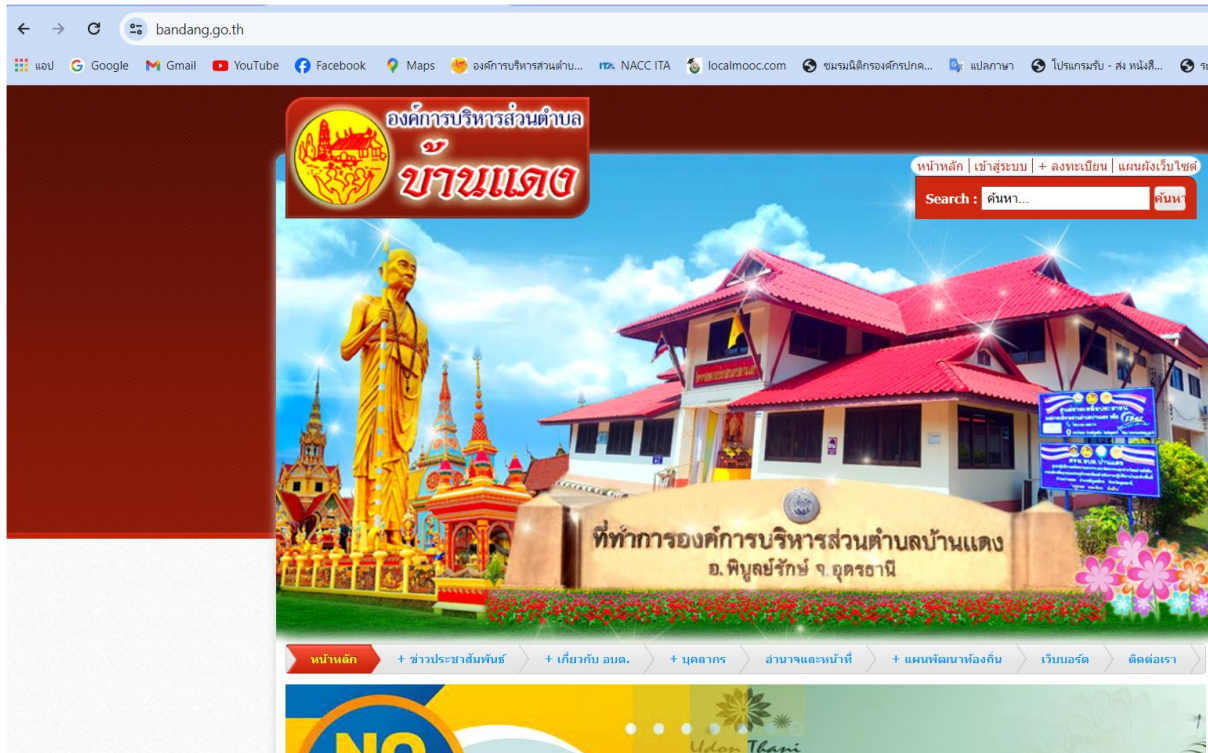 bandang.go.th
แอป Google Gmail YouTube Facebook Maps องค์การบริหารส่วนตำบ... ITA NACC ITA localmooc.com ชมรมนิติกรองค์กรปกค... แปลภาษา โปรแกรมรับ - ส่ง หนังสื...
องค์การบริหารส่วนตำบล
บ้านแดง
หน้าหลัก | เข้าสู่ระบบ | + ลงทะเบียน | แผนผังเว็บไซต์
Search : ค้นหา... ค้นหา
ที่ทำการองค์การบริหารส่วนตำบลบ้านแดง
อ. พิบูลย์รักษ์ จ. อุดรธานี
หน้าหลัก + ข่าวประชาสัมพันธ์ + เกี่ยวกับ อบต. + บุคลากร อำนาจและหน้าที่ + แผนพัฒนาท้องถิ่น เว็บบอร์ด ติดต่อเรา
NO
Udon Thani